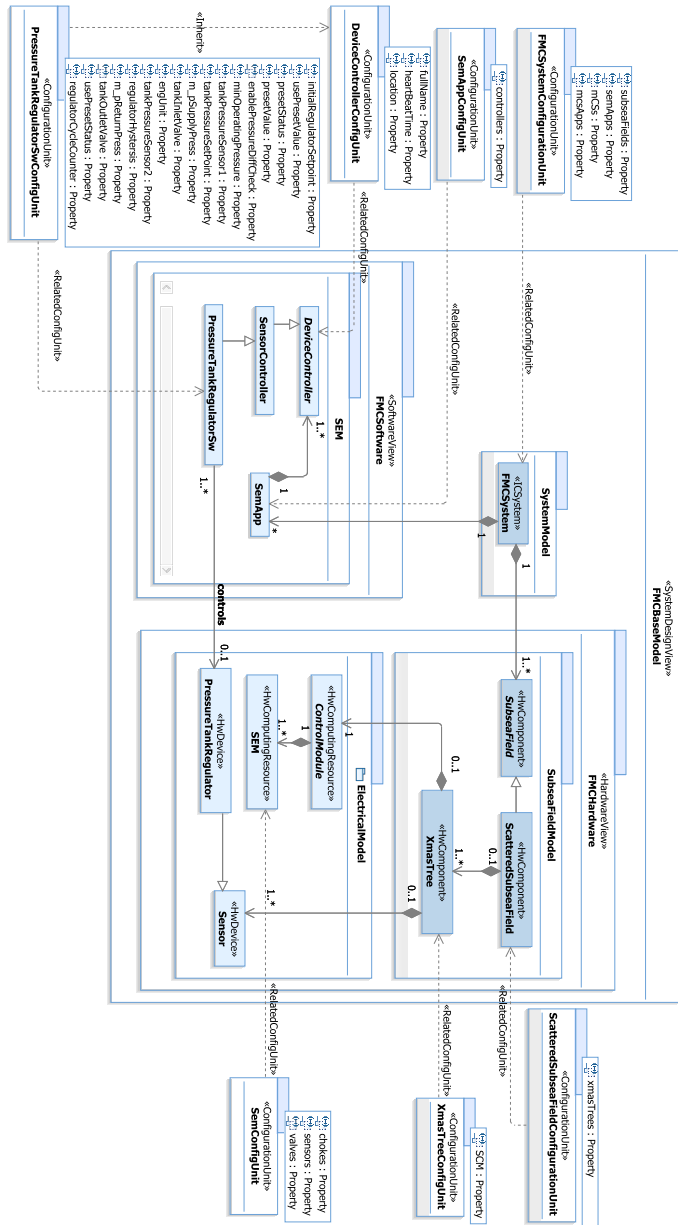 «SystemDesignView»
FMCBaseModel
subseaFields : Property
semApps : Property
mCSs : Property
mcsApps : Property
«ConfigurationUnit»
FMCSystemConfigurationUnit
«RelatedConfigUnit»
controllers : Property
«ConfigurationUnit»
SemAppConfigUnit
«RelatedConfigUnit»
fullName : Property
heartBeatTime : Property
location : Property
«ConfigurationUnit»
DeviceControllerConfigUnit
«RelatedConfigUnit»
«Inherit»
initialRegulatorSetpoint : Property
usePresetValue : Property
presetStatus : Property
presetValue : Property
enablePressureDiffCheck : Property
minOperatingPressure : Property
tankPressureSensor1 : Property
tankPressureSetPoint : Property
m_pSupplyPress : Property
tankInletValve : Property
engUnit : Property
tankPressureSensor2 : Property
regulatorHystersis : Property
m_pReturnPress : Property
tankOutletValve : Property
usePresetStatus : Property
regulatorCycleCounter : Property
«ConfigurationUnit»
PressureTankRegulatorSwConfigUnit
«RelatedConfigUnit»
SystemModel
«ICSystem»
FMCSystem
1
1
«SoftwareView»
FMCSoftware
SEM
DeviceController
1..*
SensorController
SemApp
1
*
PressureTankRegulatorSw
1..*
controls
0..1
«HardwareView»
FMCHardware
SubseaFieldModel
1..*
«HwComponent»
SubseaField
«HwComponent»
ScatteredSubseaField
0..1
1..*
«HwComponent»
XmasTree
0..1
0..1
ElectricalModel
«HwComputingResource»
ControlModule
1
1
«HwComputingResource»
SEM
1..*
«HwDevice»
PressureTankRegulator
«HwDevice»
Sensor
1..*
xmasTrees : Property
«ConfigurationUnit»
ScatteredSubseaFieldConfigurationUnit
«RelatedConfigUnit»
SCM : Property
«ConfigurationUnit»
XmasTreeConfigUnit
«RelatedConfigUnit»
chokes : Property
sensors : Property
valves : Property
«ConfigurationUnit»
SemConfigUnit
«RelatedConfigUnit»